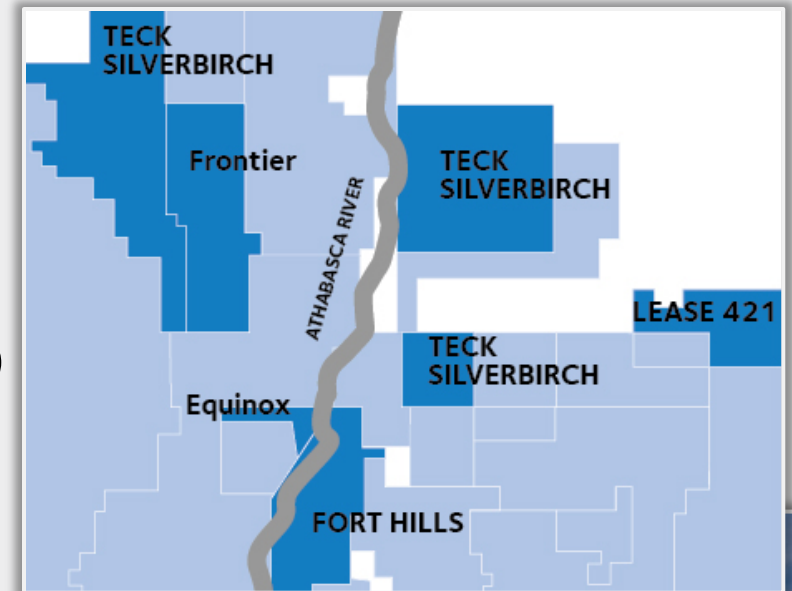 TECK
SILVERBIRCH
Frontier
TECK
SILVERBIRCH
ATHABASCA RIVER
LEASE 421
TECK
SILVERBIRCH
Equinox
FORT HILLS
)